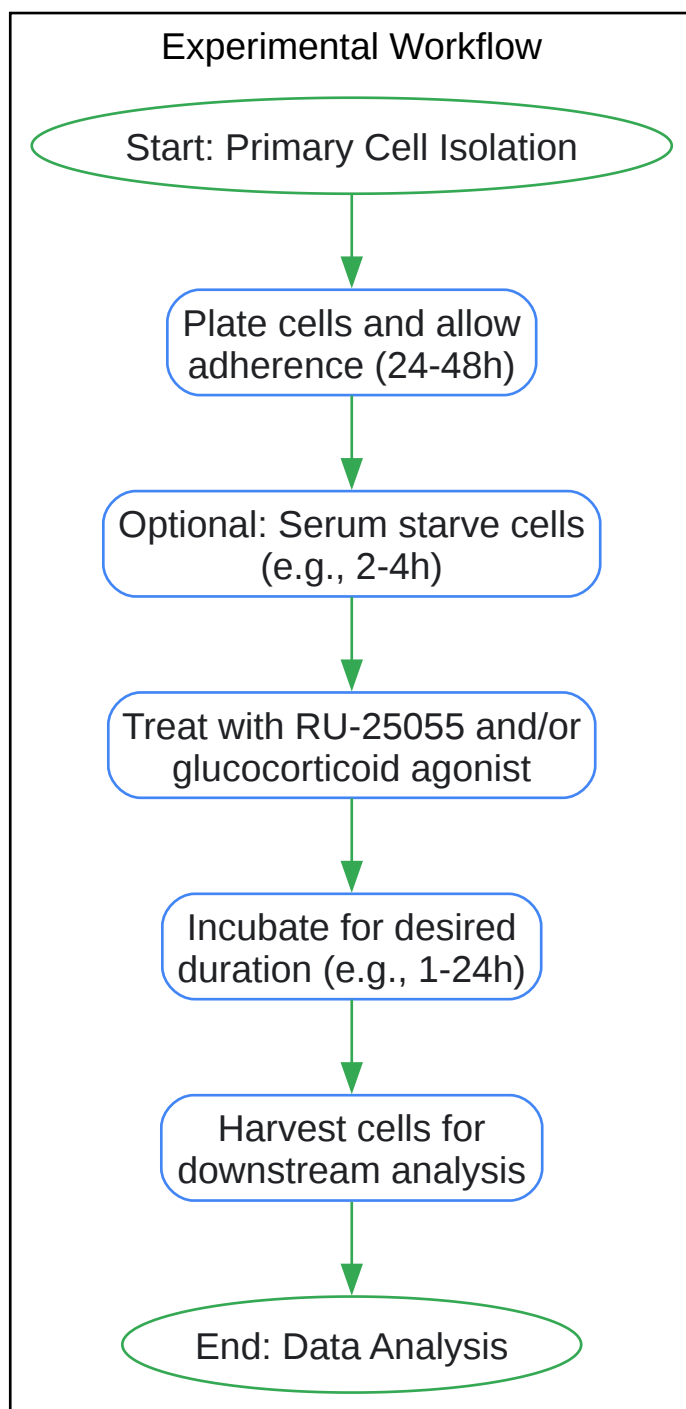 Experimental Workflow
Start: Primary Cell Isolation
Plate cells and allow
adherence (24-48h)
Optional: Serum starve cells
(e.g., 2-4h)
Treat with RU-25055 and/or
glucocorticoid agonist
Incubate for desired
duration (e.g., 1-24h)
Harvest cells for
downstream analysis
End: Data Analysis